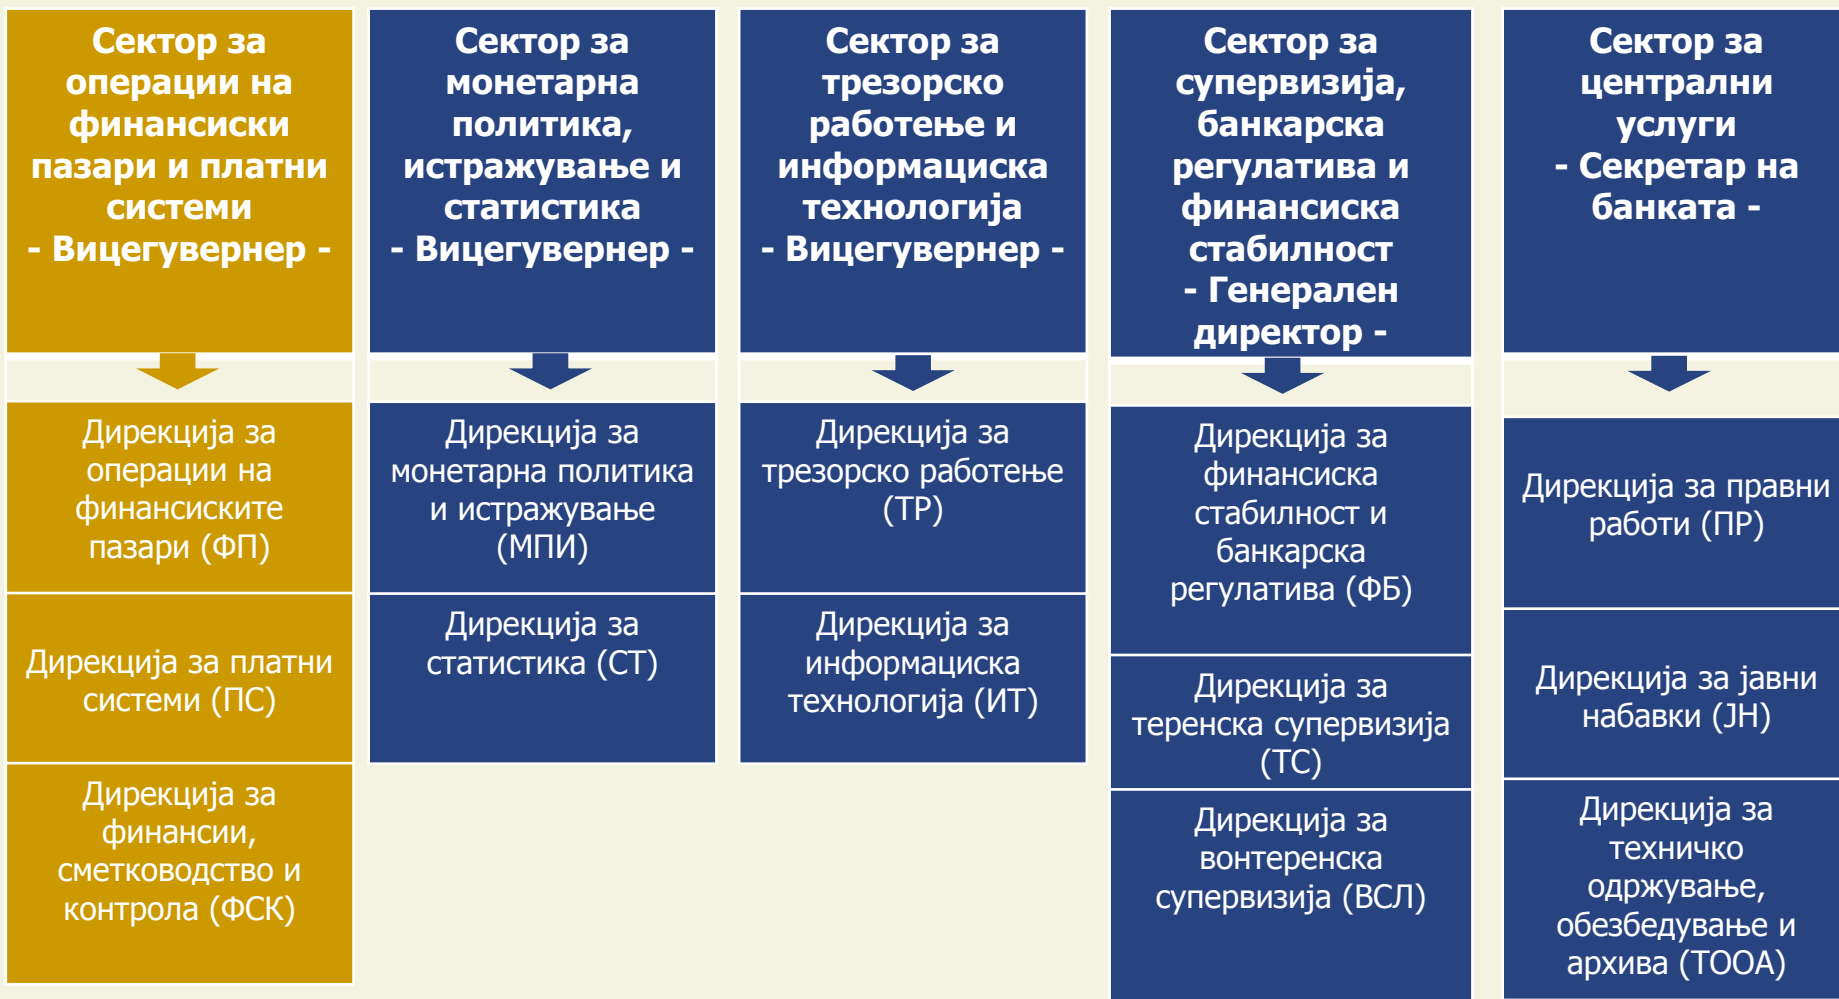 Сектор за
операции на
финансиски
пазари и платни
системи
- Вицегувернер -
Дирекција за
операции на
финансиските
пазари (ФП)
Дирекција за платни
системи (ПС)
Дирекција за
финансии,
сметководство и
контрола (ФСК)
Сектор за
монетарна
политика,
истражување и
статистика
- Вицегувернер -
Дирекција за
монетарна политика
и истражување
(МПИ)
Дирекција за
статистика (СТ)
Сектор за
трезорско
работење и
информациска
технологија
- Вицегувернер -
Дирекција за
трезорско работење
(ТР)
Дирекција за
информациска
технологија (ИТ)
Сектор за
супервизија,
банкарска
регулатива и
финансиска
стабилност
- Генерален
директор -
Дирекција за
финансиска
стабилност и
банкарска
регулатива (ФБ)
Дирекција за
теренска супервизија
(ТС)
Дирекција за
вонтеренска
супервизија (ВСЛ)
Сектор за
централни
услуги
- Секретар на
банката -
Дирекција за правни
работи (ПР)
Дирекција за јавни
набавки (ЈН)
Дирекција за
техничко
одржување,
обезбедување и
архива (ТООА)